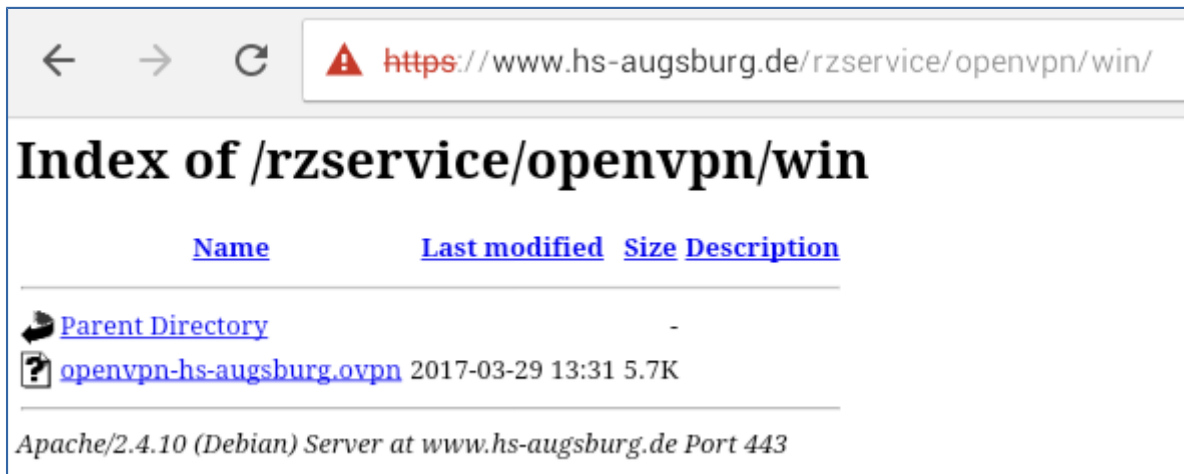 https://www.hs-augsburg.de/rzservice/openvpn/win/
Index of /rzservice/openvpn/win
Name Last modified Size Description
Parent Directory -
openvpn-hs-augsburg.ovpn 2017-03-29 13:31 5.7K
Apache/2.4.10 (Debian) Server at www.hs-augsburg.de Port 443